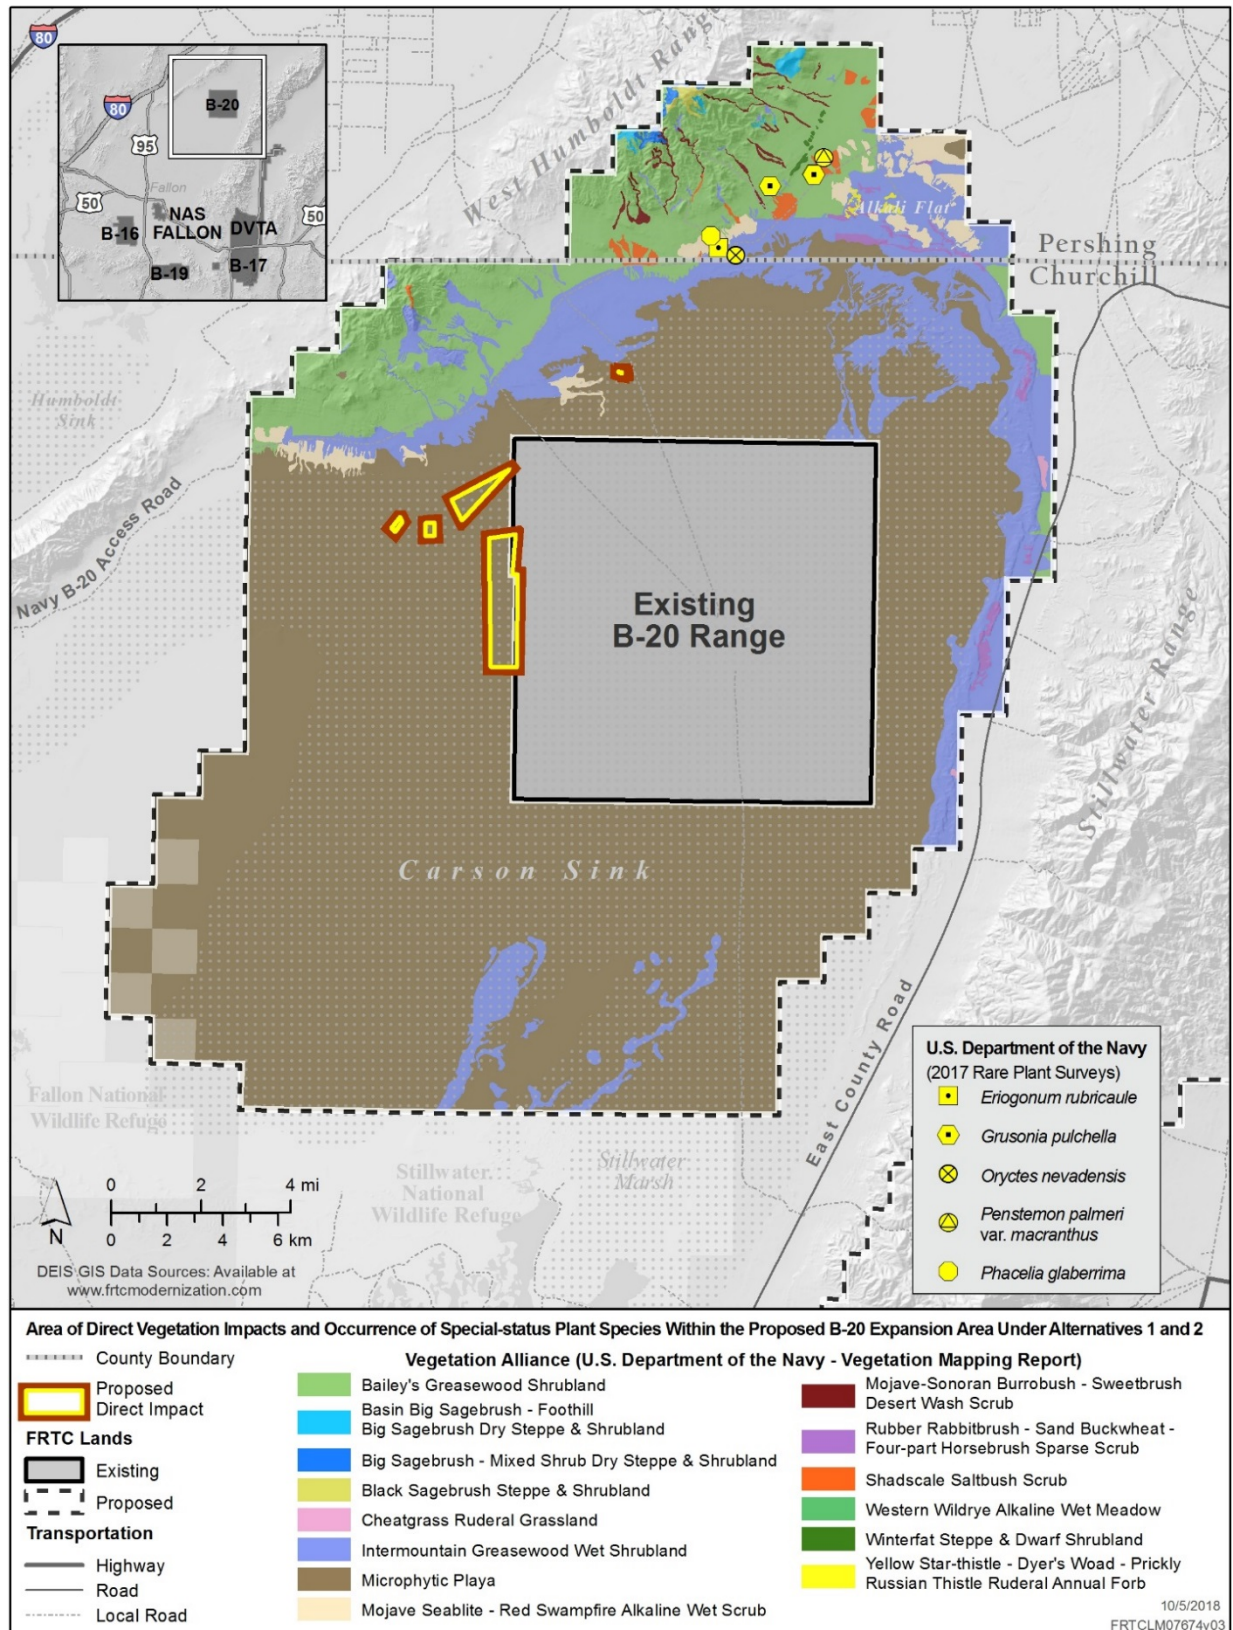 80
80
B-20
95
Fallon
50
NAS
FALLON
DVTA
50
B-16
B-19
B-17
West Humboldt Range
Alkali Flat
Pershing
Churchill
Humboldt
Sink
Navy B-20 Access Road
Existing
B-20 Range
Stillwater Range
Carson Sink
East County Road
Fallon National
Wildlife Refuge
Stillwater
National
Wildlife Refuge
Stillwater
Marsh
0 2 4 mi
0 2 4 6 km
N
DEIS GIS Data Sources: Available at
www.frtcmodernization.com
U.S. Department of the Navy
(2017 Rare Plant Surveys)
Eriogonum rubricaule
Grusonia pulchella
Oryctes nevadensis
Penstemon palmeri
var. macranthus
Phacelia glaberrima
Area of Direct Vegetation Impacts and Occurrence of Special-status Plant Species Within the Proposed B-20 Expansion Area Under Alternatives 1 and 2
County Boundary
Proposed
Direct Impact
FRTC Lands
Existing
Proposed
Transportation
Highway
Road
Local Road
Vegetation Alliance (U.S. Department of the Navy - Vegetation Mapping Report)
Bailey's Greasewood Shrubland
Basin Big Sagebrush - Foothill
Big Sagebrush Dry Steppe & Shrubland
Big Sagebrush - Mixed Shrub Dry Steppe & Shrubland
Black Sagebrush Steppe & Shrubland
Cheatgrass Ruderal Grassland
Intermountain Greasewood Wet Shrubland
Microphytic Playa
Mojave Seablite - Red Swampfire Alkaline Wet Scrub
Mojave-Sonoran Burrobush - Sweetbrush
Desert Wash Scrub
Rubber Rabbitbrush - Sand Buckwheat -
Four-part Horsebrush Sparse Scrub
Shadscale Saltbush Scrub
Western Wildrye Alkaline Wet Meadow
Winterfat Steppe & Dwarf Shrubland
Yellow Star-thistle - Dyer's Woad - Prickly
Russian Thistle Ruderal Annual Forb
10/5/2018
FRTCLM07674v03